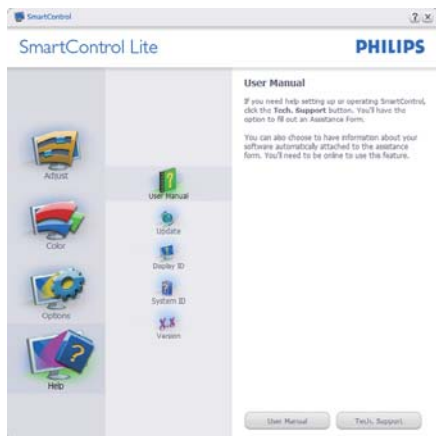 SmartControl
SmartControl Lite
PHILIPS
Adjust
Color
Options
Help
User Manual
Update
Display ID
System ID
Version
User Manual
If you need help setting up or operating SmartControl,
click the Tech. Support button. You'll have the
option to fill out an Assistance Form.
You can also choose to have information about your
software automatically attached to the assistance
form. You'll need to be online to use this feature.
User Manual
Tech. Support